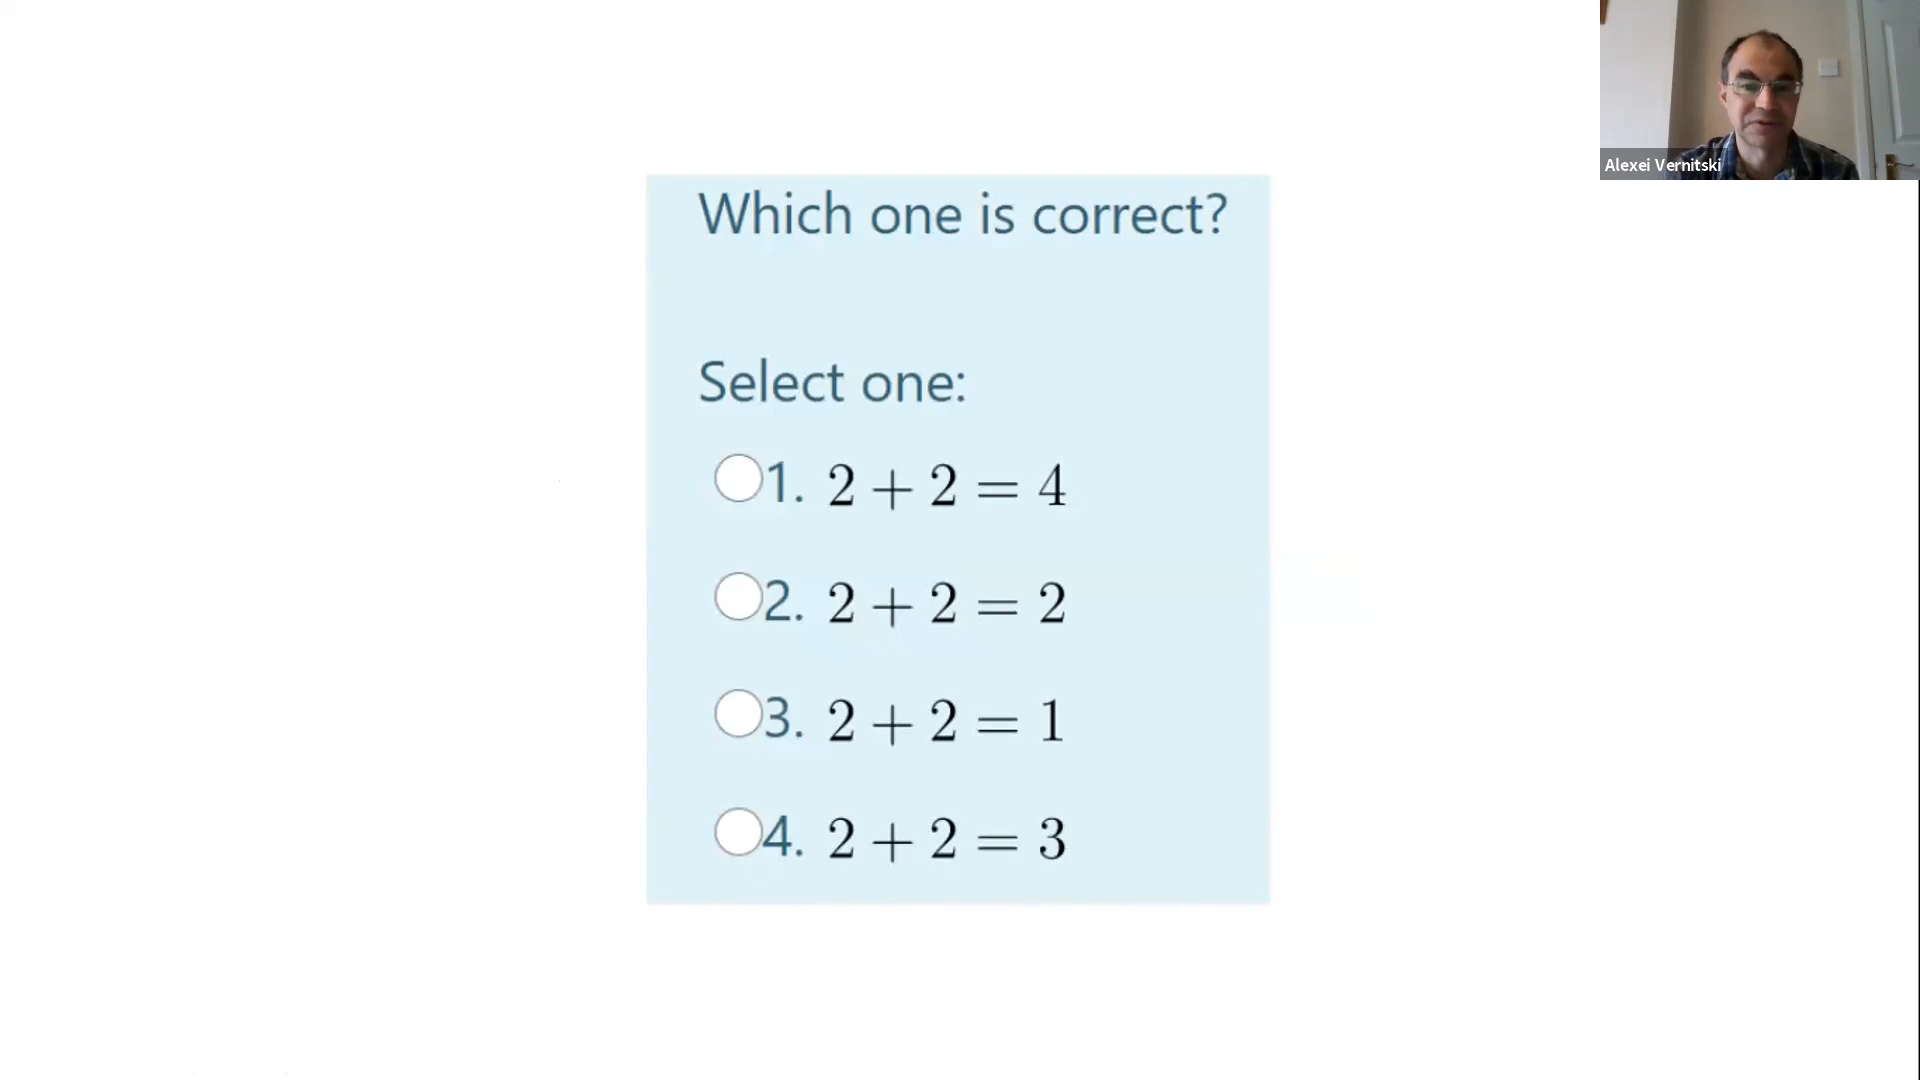 Alexei Vernitski
Which one is correct?
Select one:
1. 2 + 2 = 4
2. 2 + 2 = 2
3. 2 + 2 = 1
4. 2 + 2 = 3